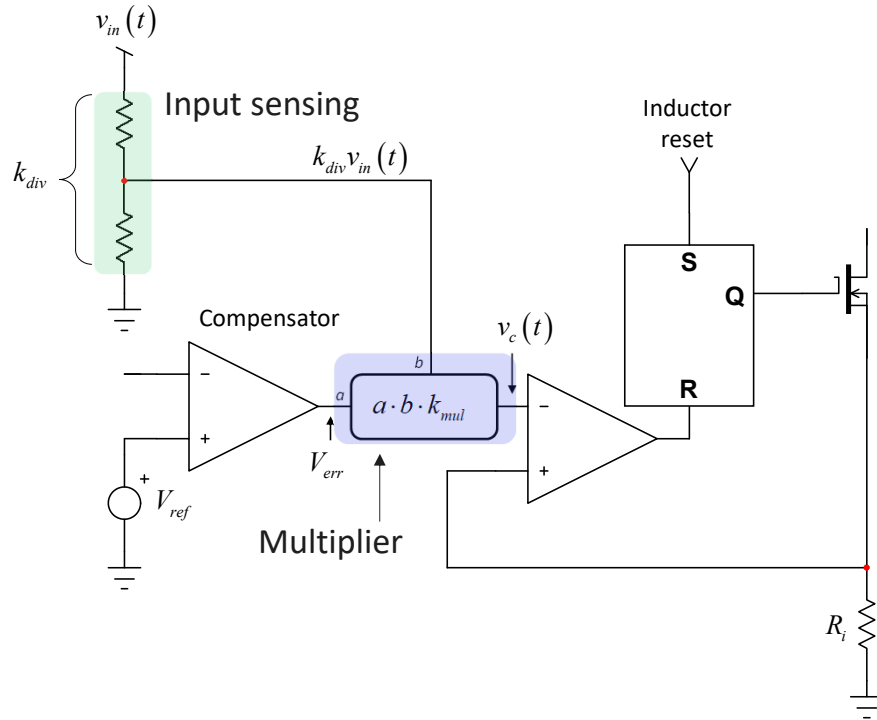 v_in(t)
Input sensing
k_div
k_div v_in(t)
Inductor
reset
S
Q
R
Compensator
v_c(t)
b
a
a · b · k_mul
−
+
−
+
V_err
+
V_ref
Multiplier
R_i